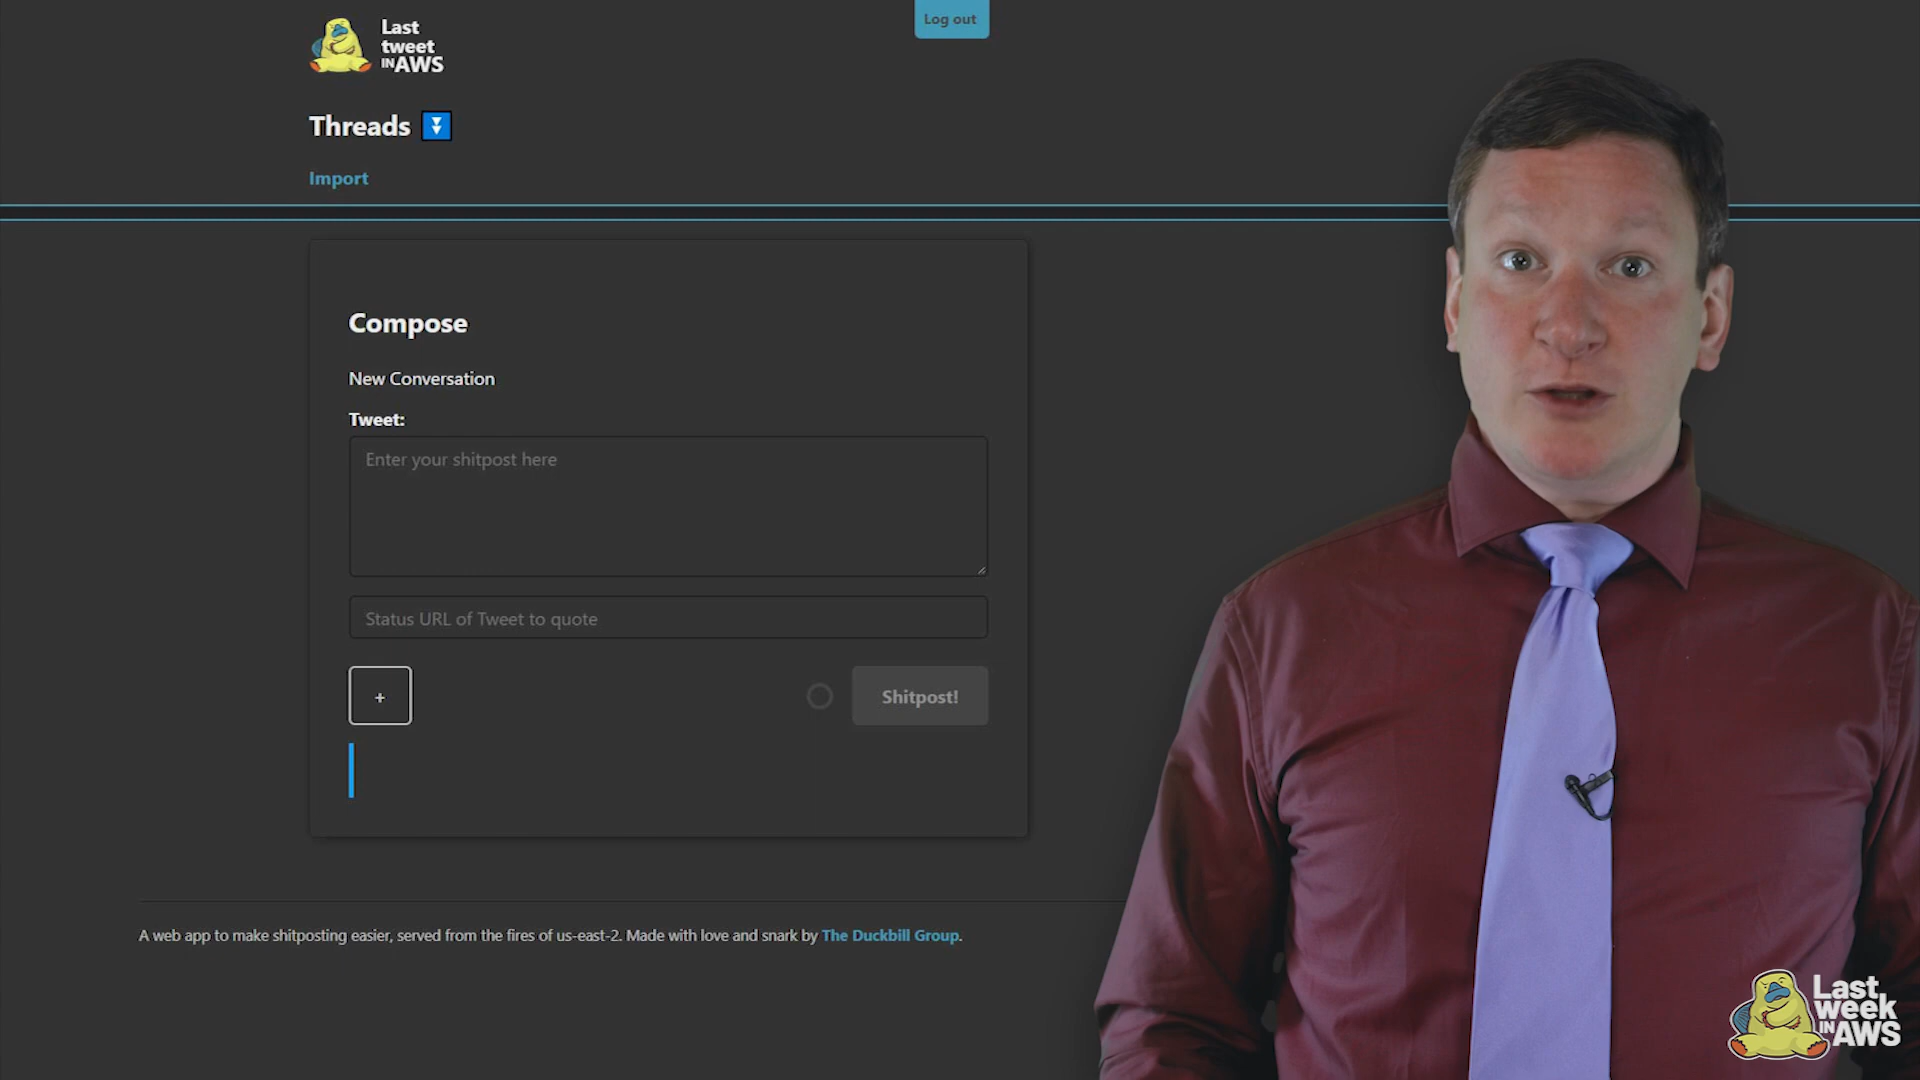 Last
tweet
IN AWS
Log out
Threads
Import
Compose
New Conversation
Tweet:
Enter your shitpost here
Status URL of Tweet to quote
+
Shitpost!
A web app to make shitposting easier, served from the fires of us-east-2. Made with love and snark by The Duckbill Group.
Last
week
IN AWS